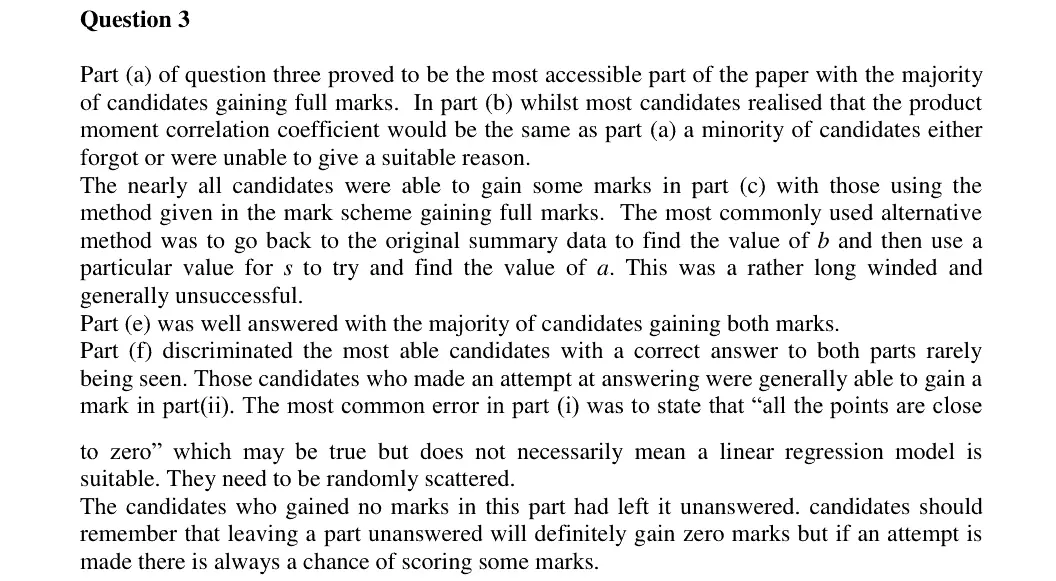 Question 3
Part (a) of question three proved to be the most accessible part of the paper with the majority
of candidates gaining full marks.  In part (b) whilst most candidates realised that the product
moment correlation coefficient would be the same as part (a) a minority of candidates either
forgot or were unable to give a suitable reason.
The nearly all candidates were able to gain some marks in part (c) with those using the
method given in the mark scheme gaining full marks.  The most commonly used alternative
method was to go back to the original summary data to find the value of b and then use a
particular value for s to try and find the value of a. This was a rather long winded and
generally unsuccessful.
Part (e) was well answered with the majority of candidates gaining both marks.
Part (f) discriminated the most able candidates with a correct answer to both parts rarely
being seen. Those candidates who made an attempt at answering were generally able to gain a
mark in part(ii). The most common error in part (i) was to state that “all the points are close
to zero” which may be true but does not necessarily mean a linear regression model is
suitable. They need to be randomly scattered.
The candidates who gained no marks in this part had left it unanswered. candidates should
remember that leaving a part unanswered will definitely gain zero marks but if an attempt is
made there is always a chance of scoring some marks.